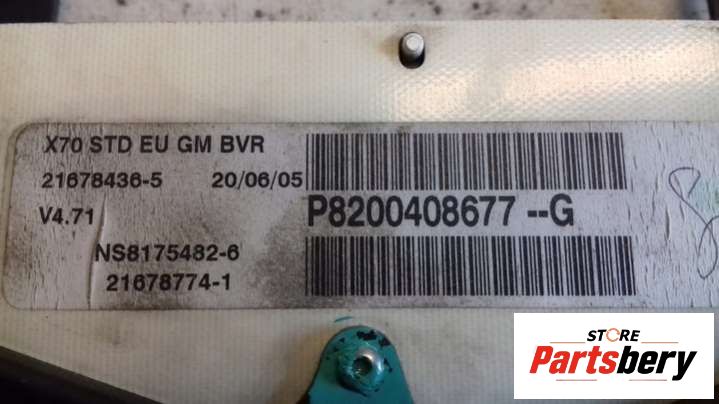 X70 STD EU GM BVR
21678436-5 20/06/05
V4.71
P8200408677 --G
NS8175482-6
21678774-1
STORE
Partsbery